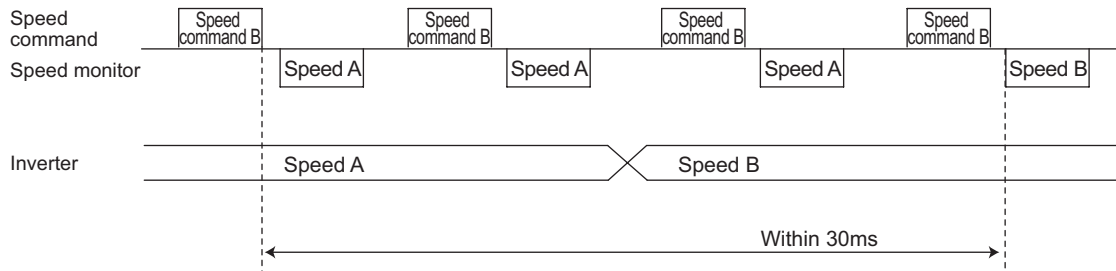 Speed
command
Speed
command B
Speed
command B
Speed
command B
Speed
command B
Speed monitor
Speed A
Speed A
Speed A
Speed B
Inverter
Speed A
Speed B
Within 30ms